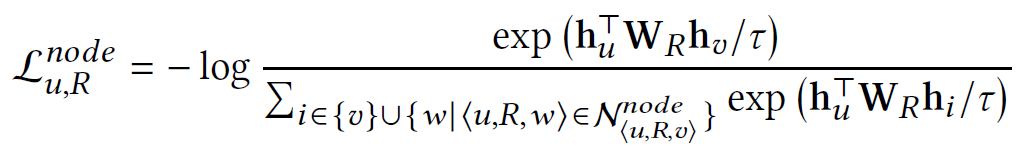 \mathcal{L}_{u,R}^{node} = -\log \frac{\exp\left(\mathbf{h}_u^\top \mathbf{W}_R \mathbf{h}_v / \tau\right)}{\sum_{i \in \{v\} \cup \{w | \langle u,R,w \rangle \in \mathcal{N}_{\langle u,R,v \rangle}^{node}\}} \exp\left(\mathbf{h}_u^\top \mathbf{W}_R \mathbf{h}_i / \tau\right)}